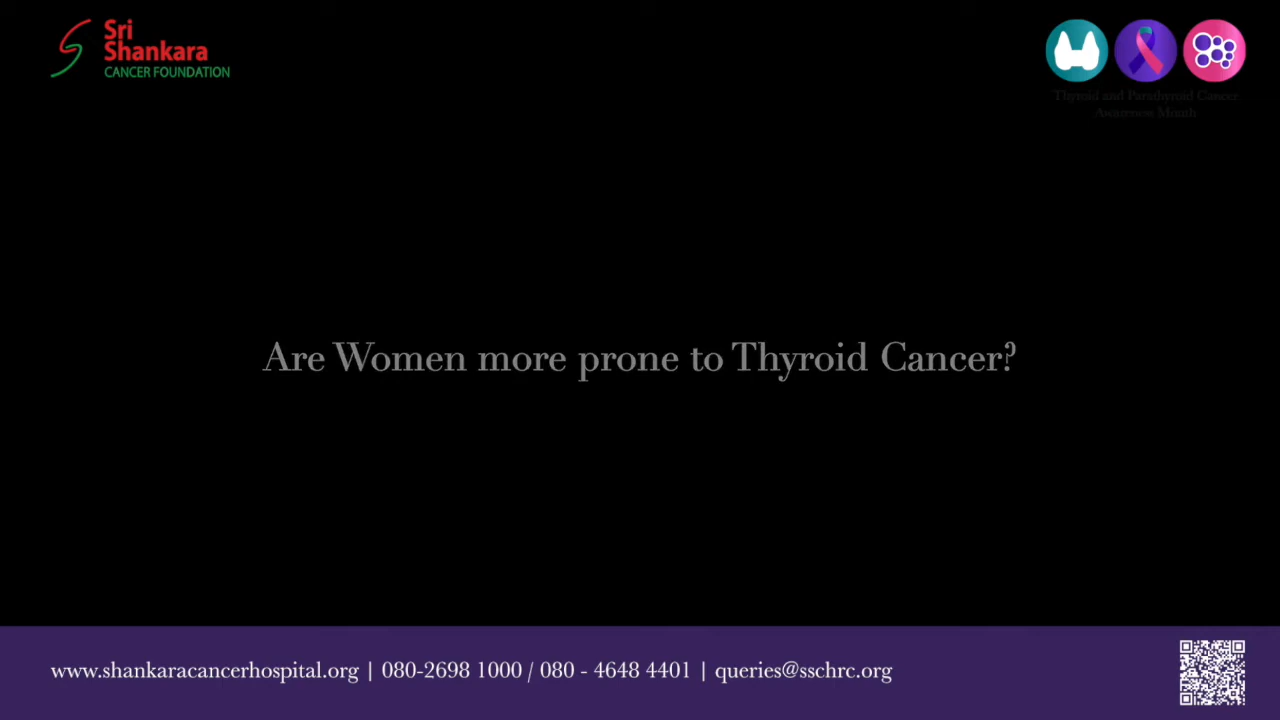 Sri
Shankara
CANCER FOUNDATION
Thyroid and Parathyroid Cancer
Awareness Month
Are Women more prone to Thyroid Cancer?
www.shankaracancerhospital.org | 080-2698 1000 / 080 - 4648 4401 | queries@sschrc.org